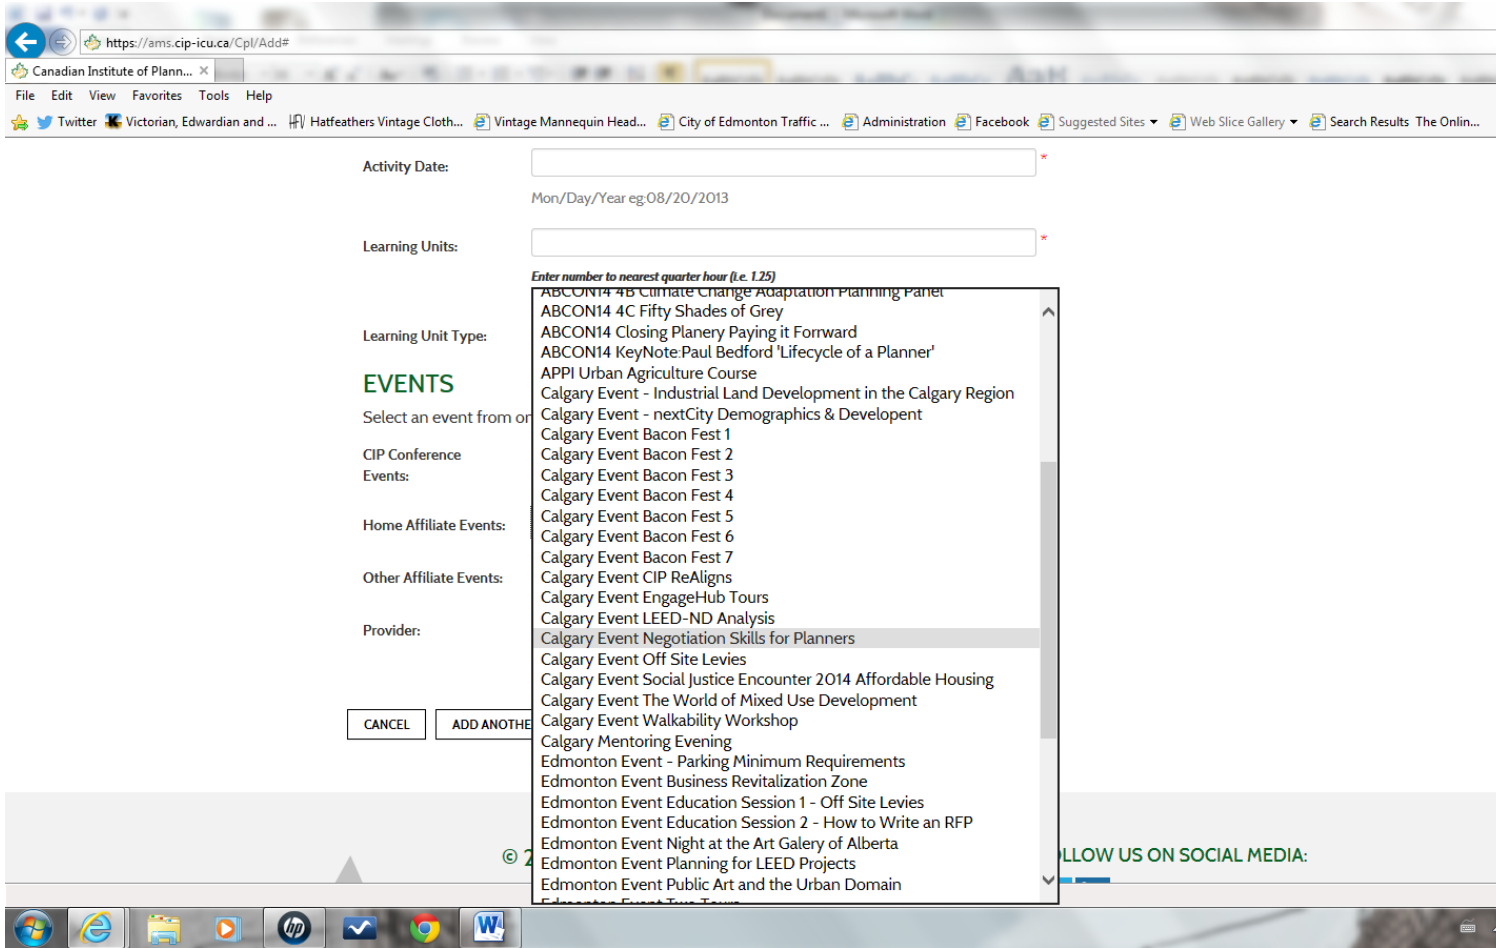 Document1 - Microsoft Word
https://ams.cip-icu.ca/Cpl/Add#
Canadian Institute of Plann...
File Edit View Favorites Tools Help
Twitter Victorian, Edwardian and ... Hatfeathers Vintage Cloth... Vintage Mannequin Head... City of Edmonton Traffic ... Administration Facebook Suggested Sites Web Slice Gallery Search Results The Onlin...
Activity Date: *
Mon/Day/Year eg:08/20/2013
Learning Units: *
Enter number to nearest quarter hour (i.e. 1.25)
ABCON14 4B Climate Change Adaptation Planning Panel
ABCON14 4C Fifty Shades of Grey
Learning Unit Type:
ABCON14 Closing Planery Paying it Forrward
ABCON14 KeyNote:Paul Bedford 'Lifecycle of a Planner'
APPI Urban Agriculture Course
EVENTS
Calgary Event - Industrial Land Development in the Calgary Region
Select an event from
Calgary Event - nextCity Demographics & Developent
Calgary Event Bacon Fest 1
CIP Conference
Events:
Calgary Event Bacon Fest 2
Calgary Event Bacon Fest 3
Calgary Event Bacon Fest 4
Calgary Event Bacon Fest 5
Home Affiliate Events:
Calgary Event Bacon Fest 6
Calgary Event Bacon Fest 7
Other Affiliate Events:
Calgary Event CIP ReAligns
Calgary Event EngageHub Tours
Calgary Event LEED-ND Analysis
Provider:
Calgary Event Negotiation Skills for Planners
Calgary Event Off Site Levies
Calgary Event Social Justice Encounter 2014 Affordable Housing
Calgary Event The World of Mixed Use Development
Calgary Event Walkability Workshop
CANCEL ADD ANOTHE
Calgary Mentoring Evening
Edmonton Event - Parking Minimum Requirements
Edmonton Event Business Revitalization Zone
Edmonton Event Education Session 1 - Off Site Levies
Edmonton Event Education Session 2 - How to Write an RFP
Edmonton Event Night at the Art Galery of Alberta
Edmonton Event Planning for LEED Projects
Edmonton Event Public Art and the Urban Domain
Edmonton Event Two Tours
© 2
LLOW US ON SOCIAL MEDIA:
hp
W